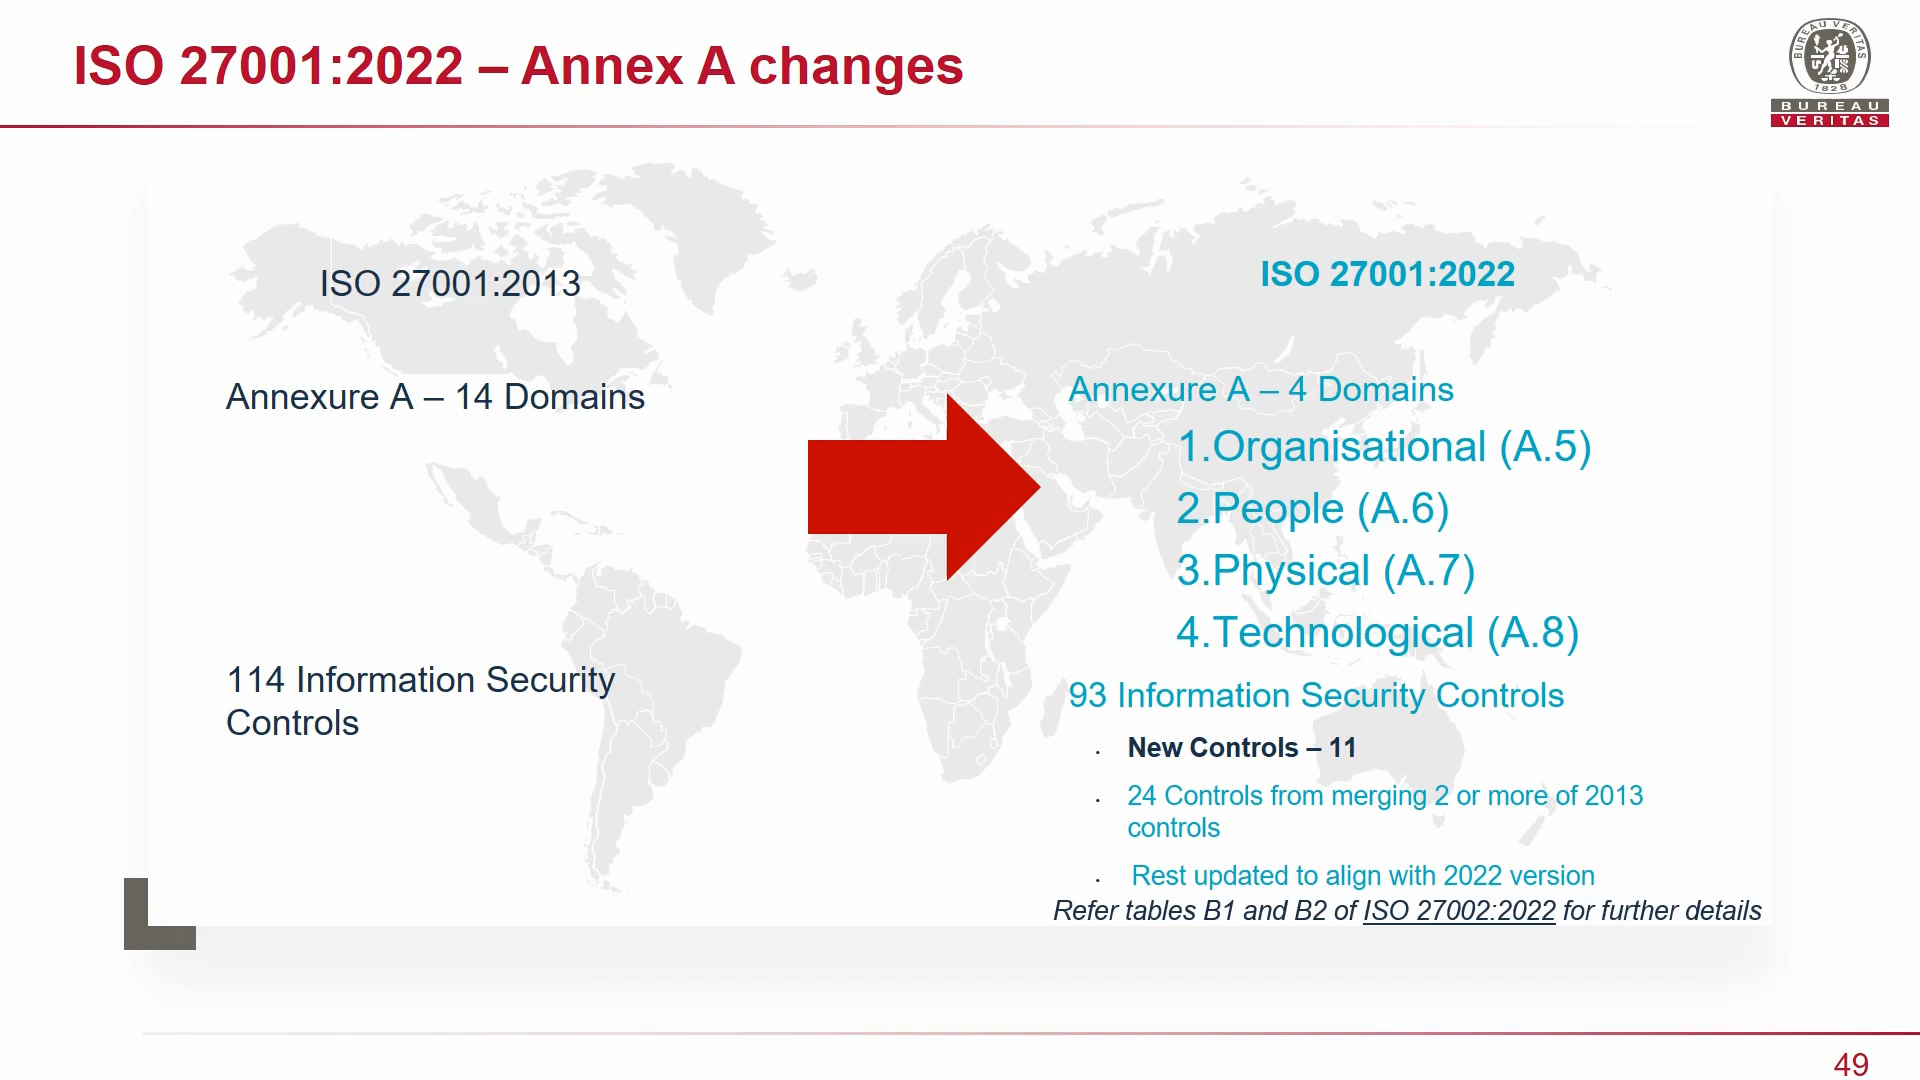 ISO 27001:2022 – Annex A changes
BUREAU VERITAS
1828
BUREAU
VERITAS
ISO 27001:2013
Annexure A – 14 Domains
114 Information Security
Controls
ISO 27001:2022
Annexure A – 4 Domains
1.Organisational (A.5)
2.People (A.6)
3.Physical (A.7)
4.Technological (A.8)
93 Information Security Controls
· New Controls – 11
· 24 Controls from merging 2 or more of 2013
controls
· Rest updated to align with 2022 version
Refer tables B1 and B2 of ISO 27002:2022 for further details
49